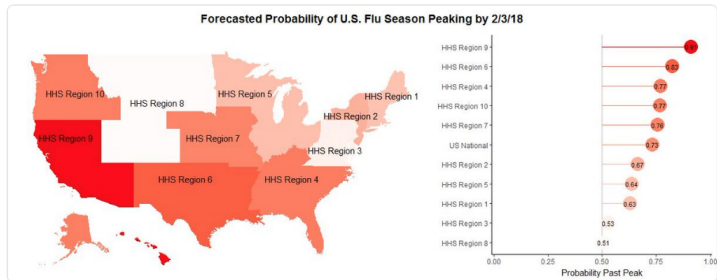 Forecasted Probability of U.S. Flu Season Peaking by 2/3/18
HHS Region 10
HHS Region 8
HHS Region 5
HHS Region 1
HHS Region 2
HHS Region 9
HHS Region 7
HHS Region 3
HHS Region 6
HHS Region 4
HHS Region 9 0.91
HHS Region 6
HHS Region 4 0.77
HHS Region 10 0.77
HHS Region 7 0.76
US National 0.73
HHS Region 2 0.67
HHS Region 5 0.64
HHS Region 1 0.63
HHS Region 3 0.53
HHS Region 8 0.51
0.00 0.25 0.50 0.75 1.00
Probability Past Peak